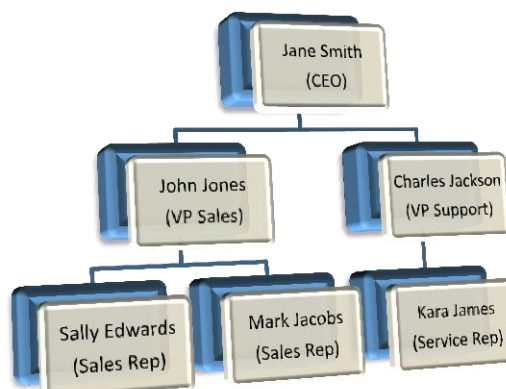 Jane Smith
(CEO)
John Jones
(VP Sales)
Charles Jackson
(VP Support)
Sally Edwards
(Sales Rep)
Mark Jacobs
(Sales Rep)
Kara James
(Service Rep)